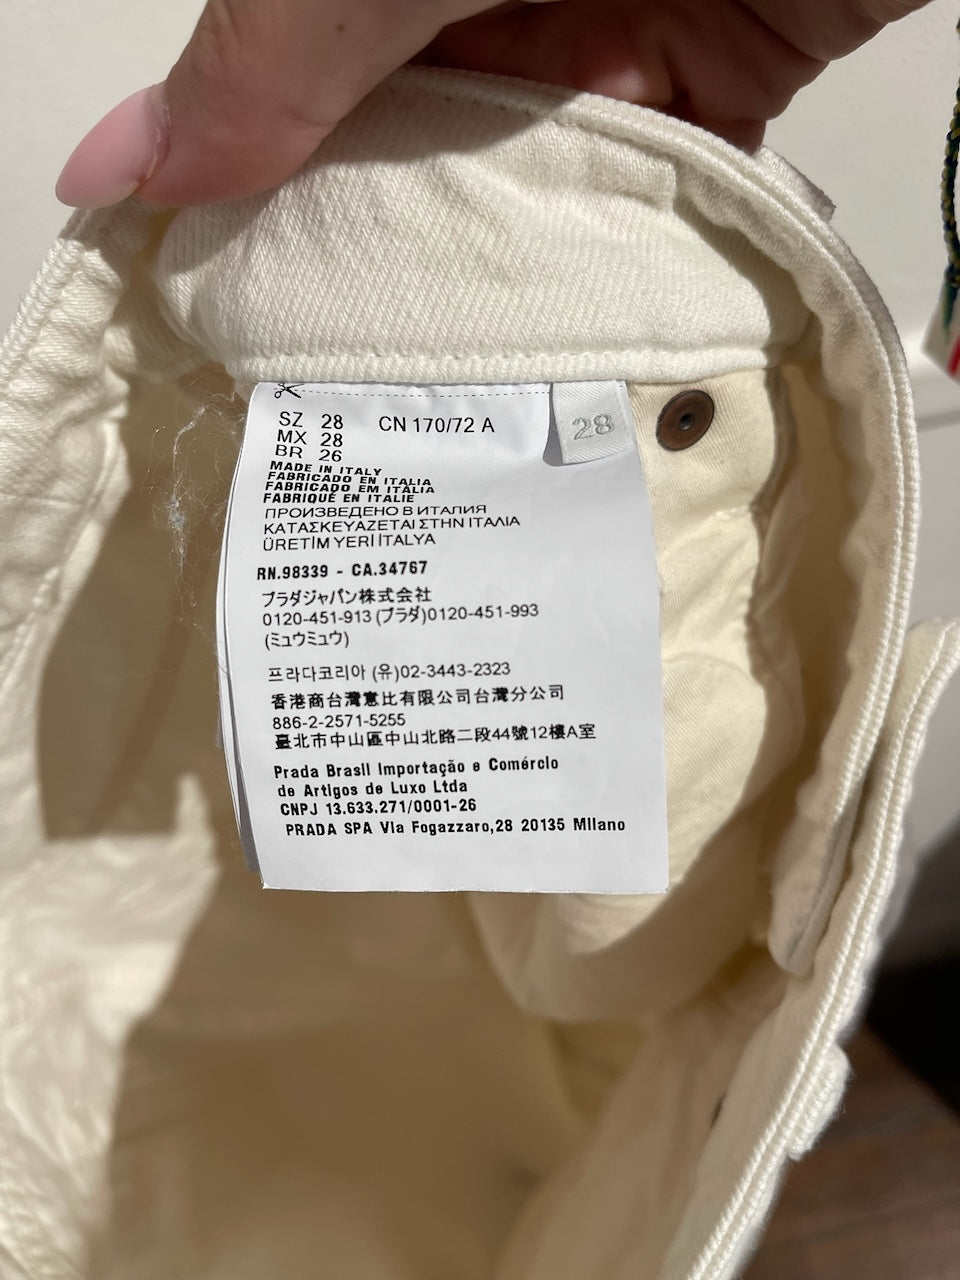 SZ 28 CN 170/72 A
MX 28
BR 26
28
MADE IN ITALY
FABRICADO EN ITALIA
FABRICADO EM ITÁLIA
FABRIQUÉ EN ITALIE
ПРОИЗВЕДЕНО В ИТАЛИЯ
ΚΑΤΑΣΚΕΥΑΖΕΤΑΙ ΣΤΗΝ ΙΤΑΛΙΑ
ÜRETİM YERİ İTALYA
RN.98339 - CA.34767
プラダジャパン株式会社
0120-451-913 (プラダ)0120-451-993
(ミュウミュウ)
프라다코리아 (유)02-3443-2323
香港商台灣意比有限公司台灣分公司
886-2-2571-5255
臺北市中山區中山北路二段44號12樓A室
Prada Brasil Importação e Comércio
de Artigos de Luxo Ltda
CNPJ 13.633.271/0001-26
PRADA SPA Via Fogazzaro,28 20135 Milano